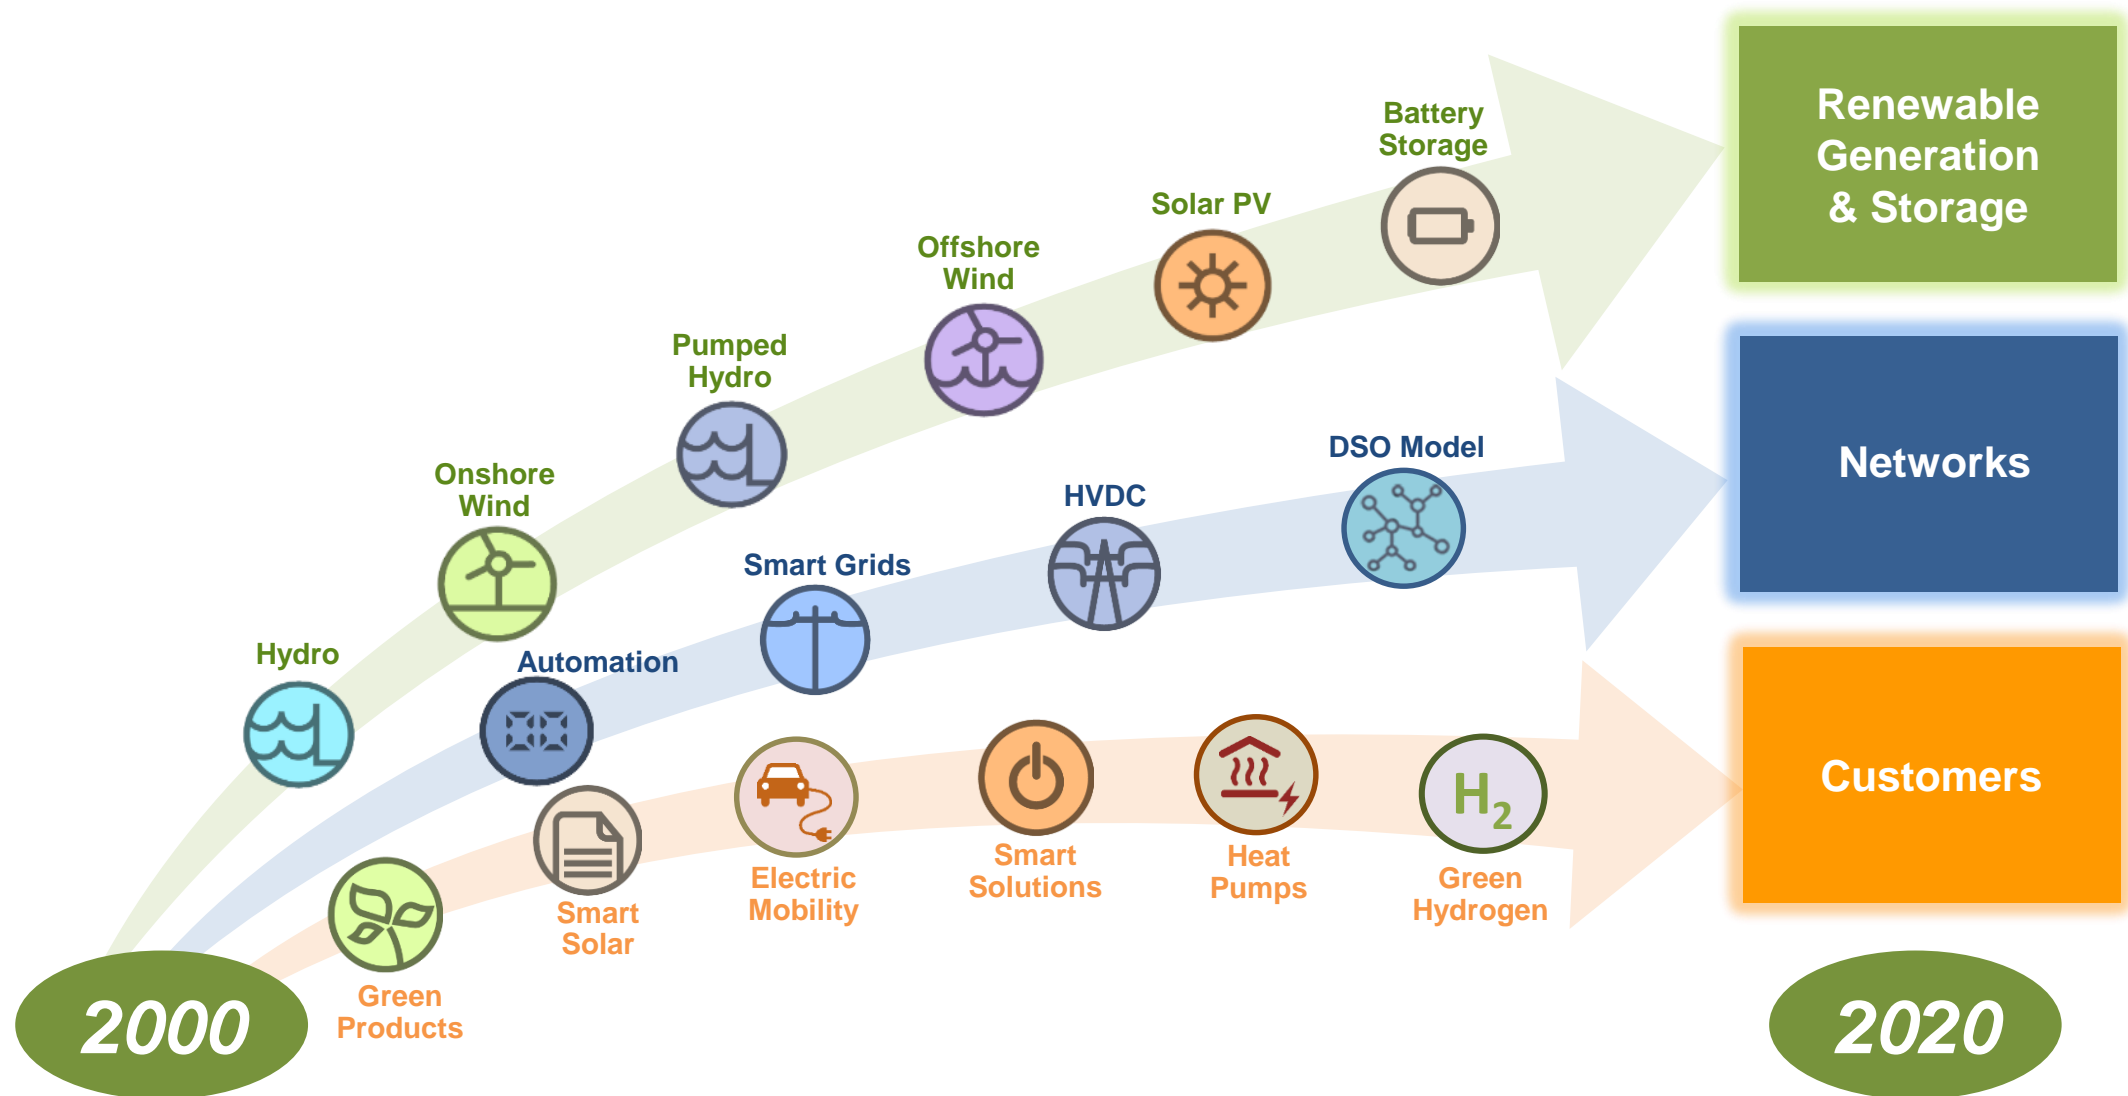 Renewable
Generation
& Storage
Battery
Storage
Solar PV
Offshore
Wind
Pumped
Hydro
Onshore
Wind
Hydro
Networks
DSO Model
HVDC
Smart Grids
Automation
Customers
Green
Products
Smart
Solar
Electric
Mobility
Smart
Solutions
Heat
Pumps
H2
Green
Hydrogen
2000
2020